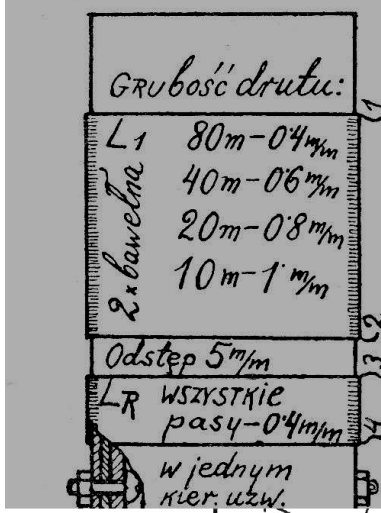 GRUbość drutu:
1
L1 80m-0·4m/m
2×bawełna
40m-0·6m/m
20m-0·8m/m
10m-1·m/m
2
Odstęp 5m/m
3
LR WSZYSTKIE
pasy-0·4m/m
4
w jednym
kier. uzw.